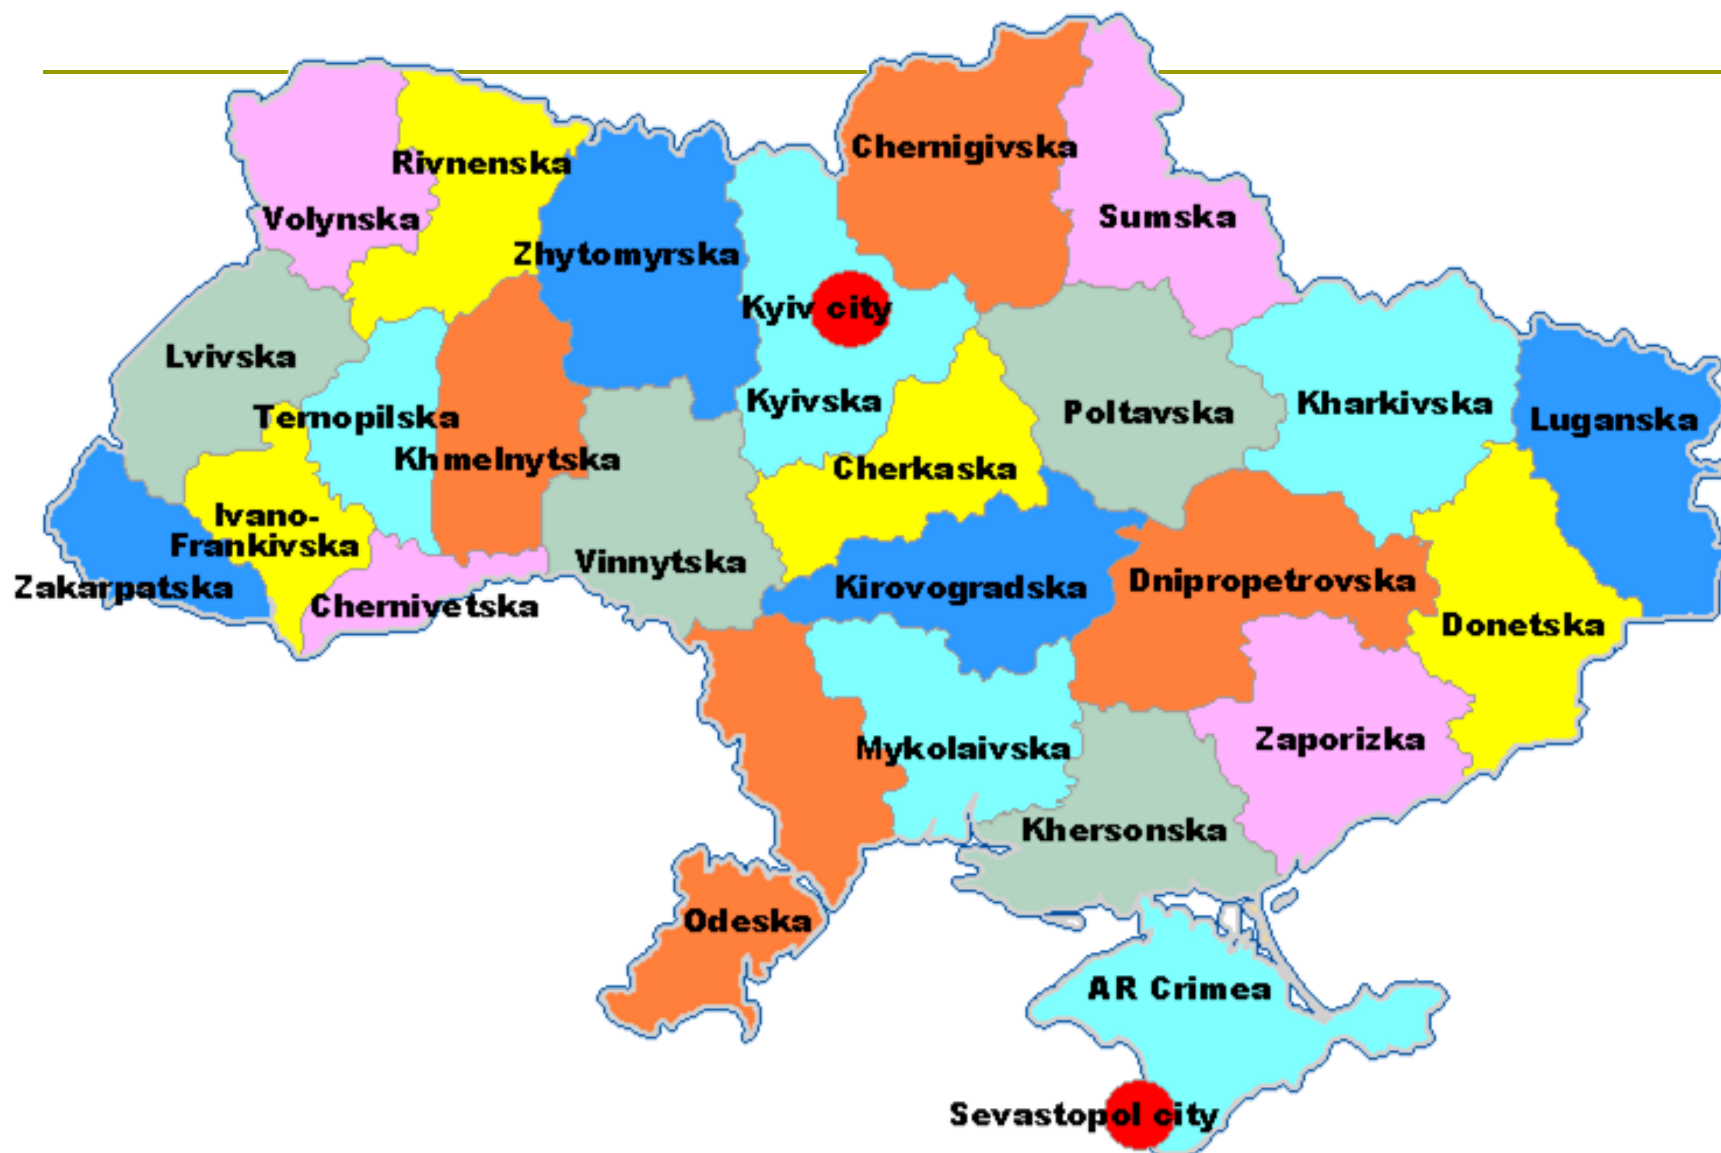 Chernigivska
Rivnenska
Volynska
Sumska
Zhytomyrska
Kyiv city
Lvivska
Ternopilska
Kyivska
Poltavska
Kharkivska
Luganska
Khmelnytska
Cherkaska
Ivano-
Frankivska
Vinnytska
Zakarpatska
Chernivetska
Kirovogradska
Dnipropetrovska
Donetska
Mykolaivska
Zaporizka
Khersonska
Odeska
AR Crimea
Sevastopol city